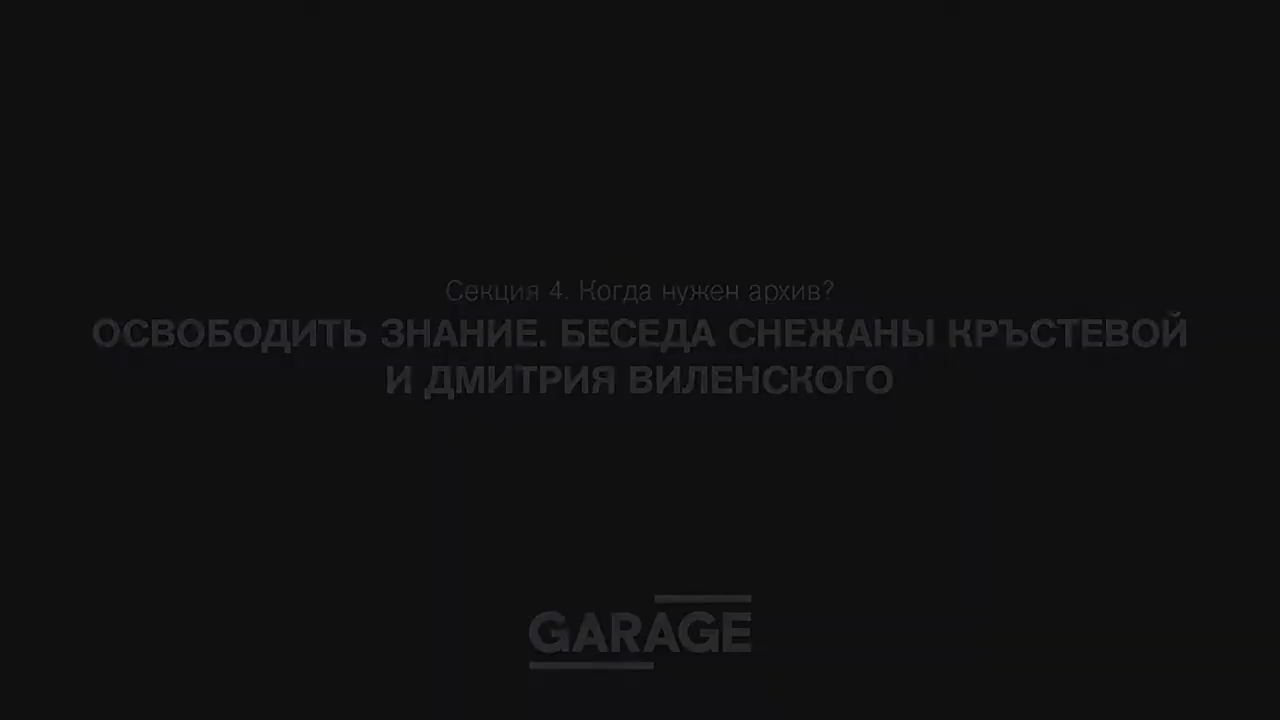 Секция 4. Когда нужен архив?
ОСВОБОДИТЬ ЗНАНИЕ. БЕСЕДА СНЕЖАНЫ КРЪСТЕВОЙ
И ДМИТРИЯ ВИЛЕНСКОГО
GARAGE